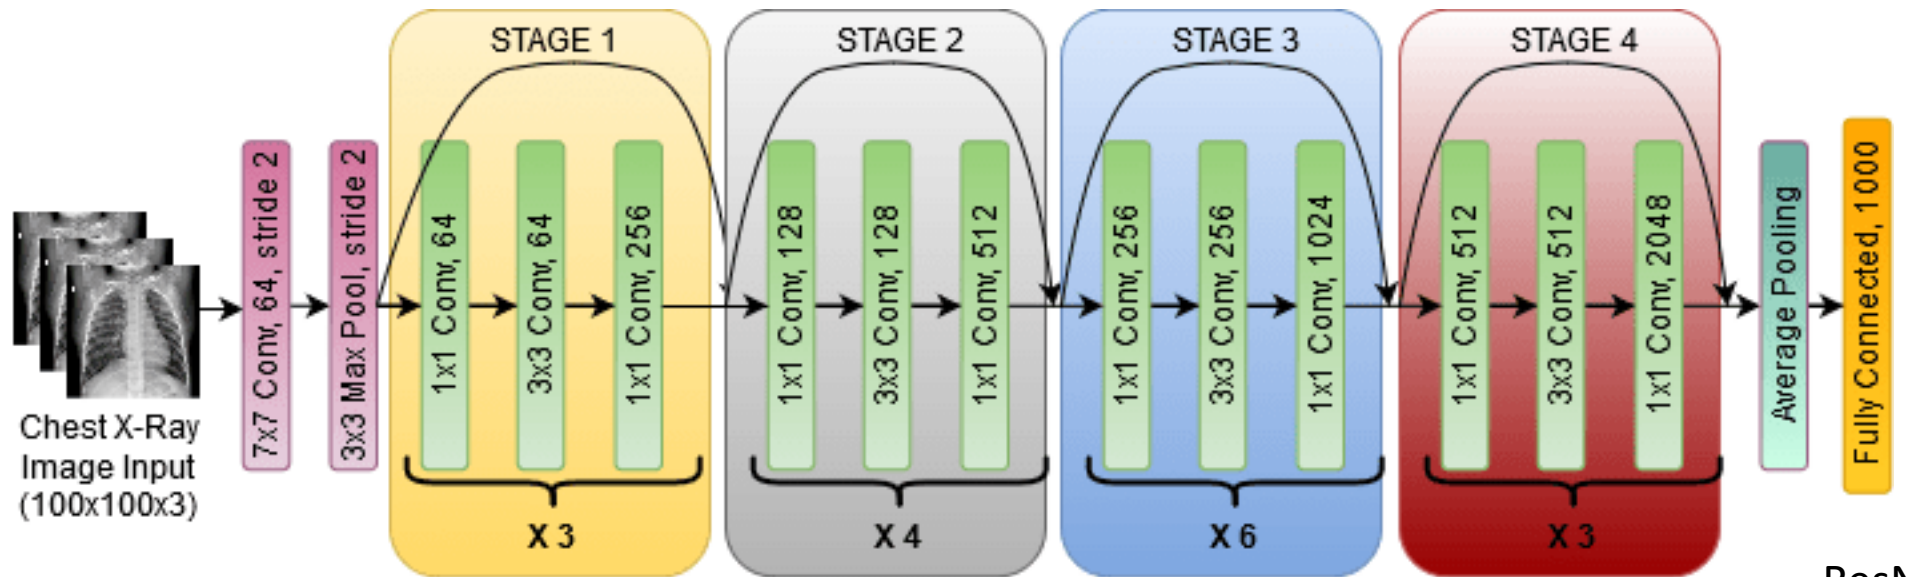 STAGE 1
STAGE 2
STAGE 3
STAGE 4
Chest X-Ray
Image Input
(100x100x3)
7x7 Conv, 64, stride 2
3x3 Max Pool, stride 2
1x1 Conv, 64
3x3 Conv, 64
1x1 Conv, 256
X 3
1x1 Conv, 128
3x3 Conv, 128
1x1 Conv, 512
X 4
1x1 Conv, 256
3x3 Conv, 256
1x1 Conv, 1024
X 6
1x1 Conv, 512
3x3 Conv, 512
1x1 Conv, 2048
X 3
Average Pooling
Fully Connected, 1000